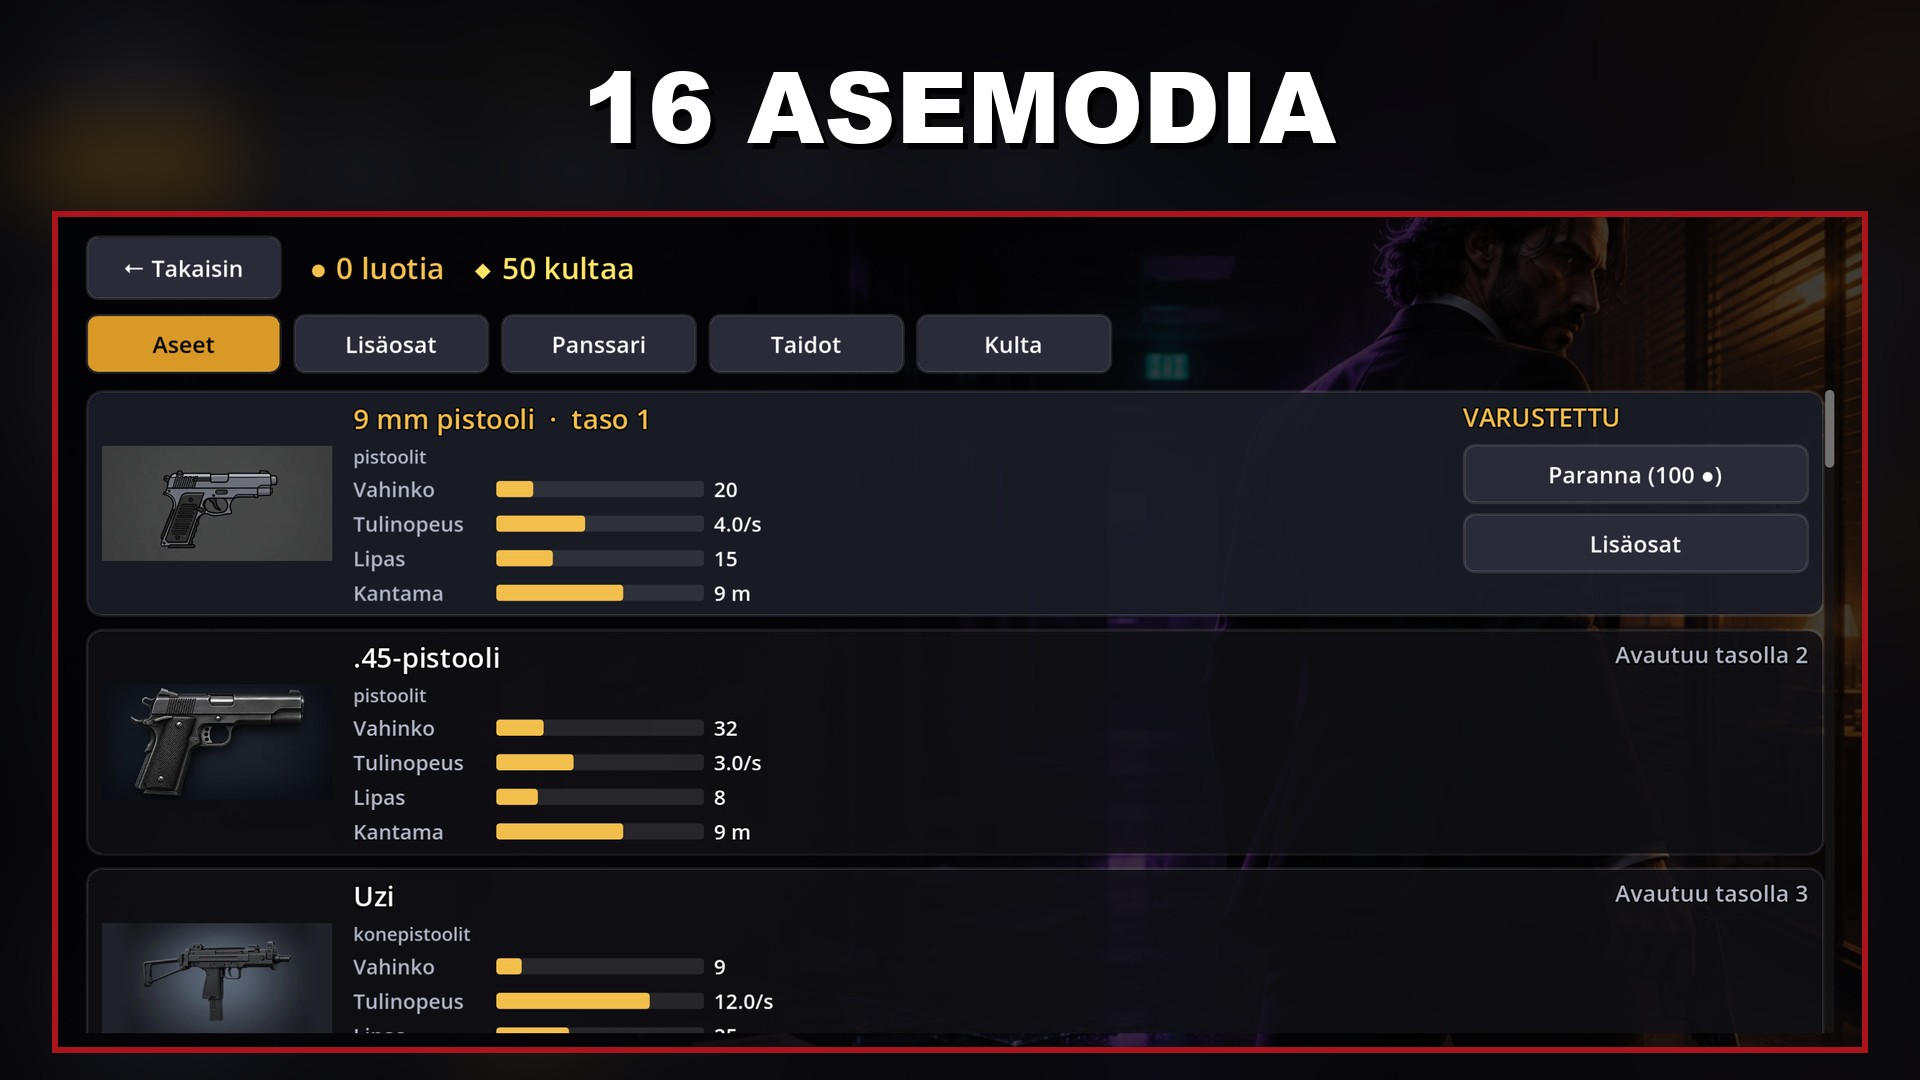 16 ASEMODIA
← Takaisin ● 0 luotia ◆ 50 kultaa
Aseet Lisäosat Panssari Taidot Kulta
9 mm pistooli · taso 1 VARUSTETTU
pistoolit
Vahinko 20
Tulinopeus 4.0/s
Lipas 15
Kantama 9 m
Paranna (100 ●)
Lisäosat
.45-pistooli Avautuu tasolla 2
pistoolit
Vahinko 32
Tulinopeus 3.0/s
Lipas 8
Kantama 9 m
Uzi Avautuu tasolla 3
konepistoolit
Vahinko 9
Tulinopeus 12.0/s